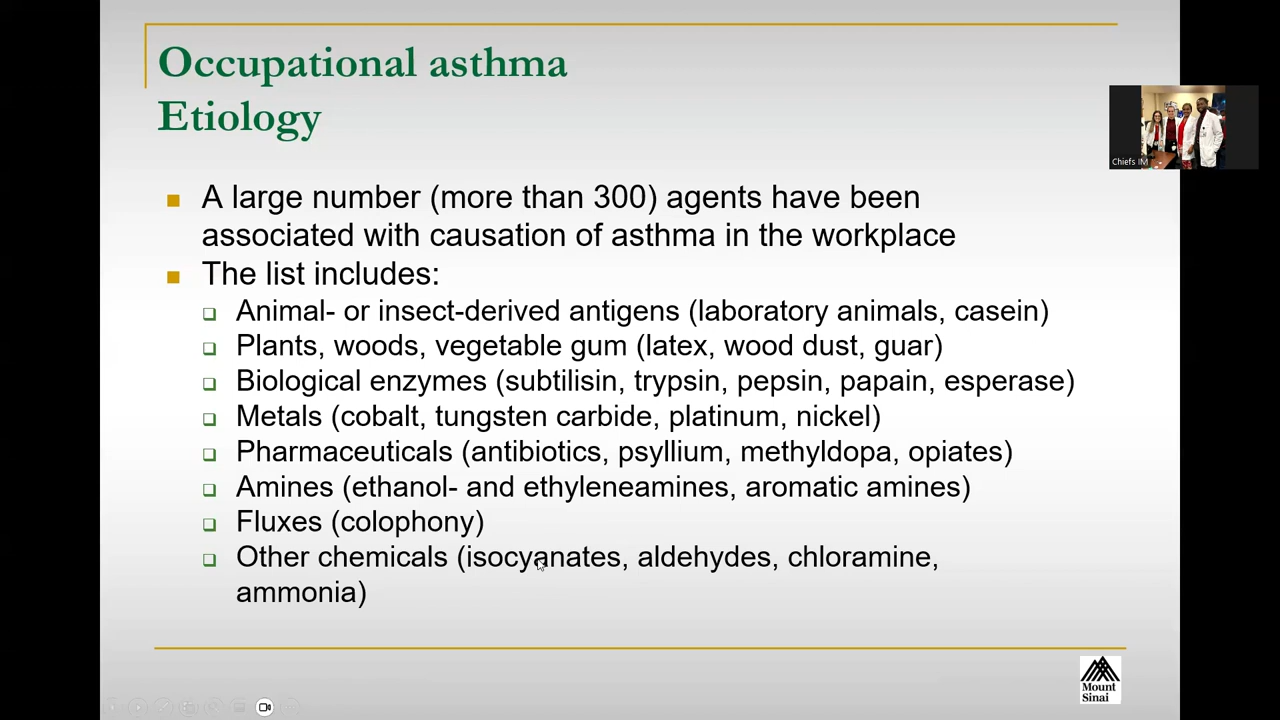 Occupational asthma
Etiology
A large number (more than 300) agents have been
associated with causation of asthma in the workplace
The list includes:
Animal- or insect-derived antigens (laboratory animals, casein)
Plants, woods, vegetable gum (latex, wood dust, guar)
Biological enzymes (subtilisin, trypsin, pepsin, papain, esperase)
Metals (cobalt, tungsten carbide, platinum, nickel)
Pharmaceuticals (antibiotics, psyllium, methyldopa, opiates)
Amines (ethanol- and ethyleneamines, aromatic amines)
Fluxes (colophony)
Other chemicals (isocyanates, aldehydes, chloramine,
ammonia)
Mount
Sinai
Chiefs IM